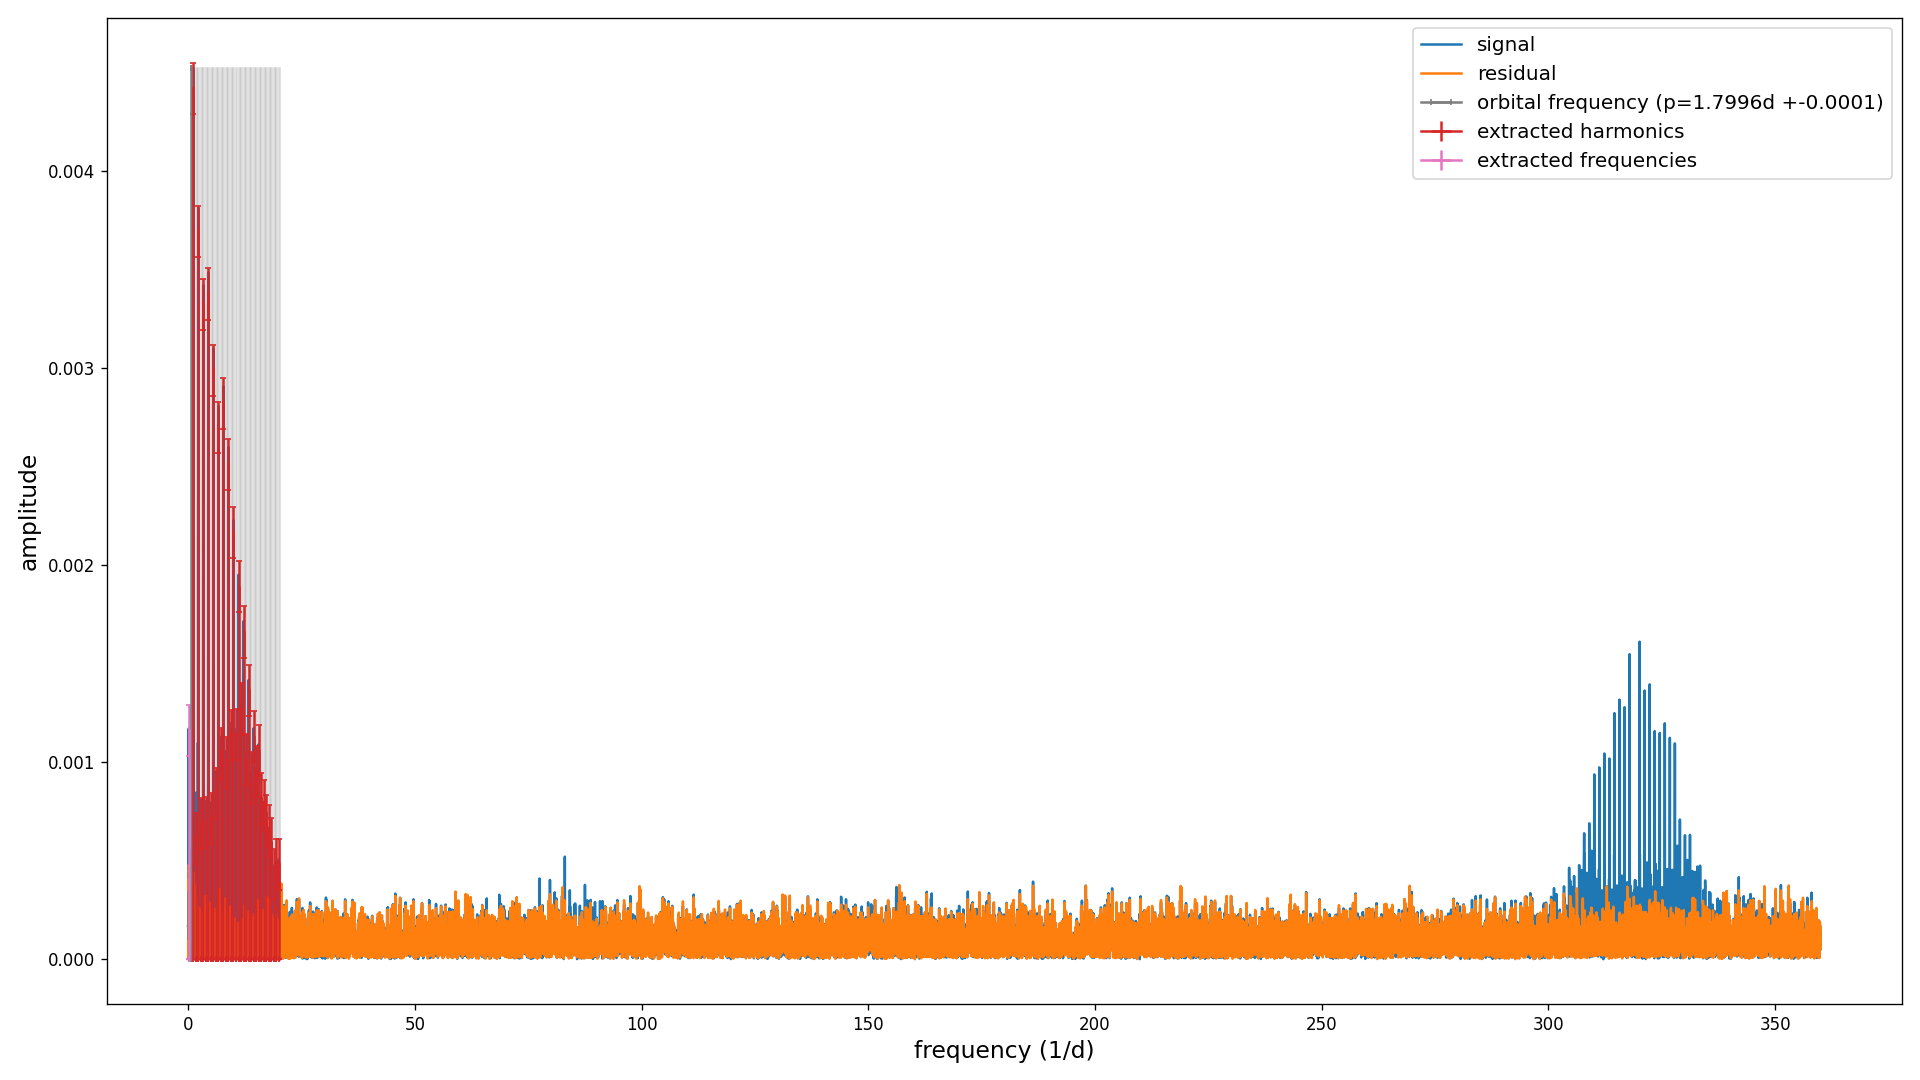 signal
residual
orbital frequency (p=1.7996d +-0.0001)
extracted harmonics
extracted frequencies
0.004
0.003
0.002
0.001
0.000
amplitude
0 50 100 150 200 250 300 350
frequency (1/d)